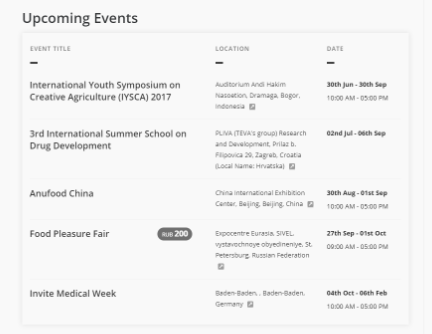 Upcoming Events
EVENT TITLE LOCATION DATE
International Youth Symposium on
Creative Agriculture (IYSCA) 2017
Auditorium Andi Hakim
Nassetion, Dramaga, Bogor,
Indonesia
30th Jun - 30th Sep
10:00 AM - 05:00 PM
3rd International Summer School on
Drug Development
PLIVA (TEVA's group) Research
and Development, Prilaz b.
Filipovica 29, Zagreb, Croatia
(Local Name: Hrvatska)
02nd Jul - 06th Sep
Anufood China
China International Exhibition
Center, Beijing, Beijing, China
30th Aug - 01st Sep
10:00 AM - 05:00 PM
Food Pleasure Fair
RUB 200
Expocentre Eurasia, SIVEL,
vystavochnoye obyedineniye, St.
Petersburg, Russian Federation
27th Sep - 01st Oct
09:00 AM - 05:00 PM
Invite Medical Week
Baden-Baden, , Baden-Baden,
Germany
04th Oct - 06th Feb
10:00 AM - 05:00 PM